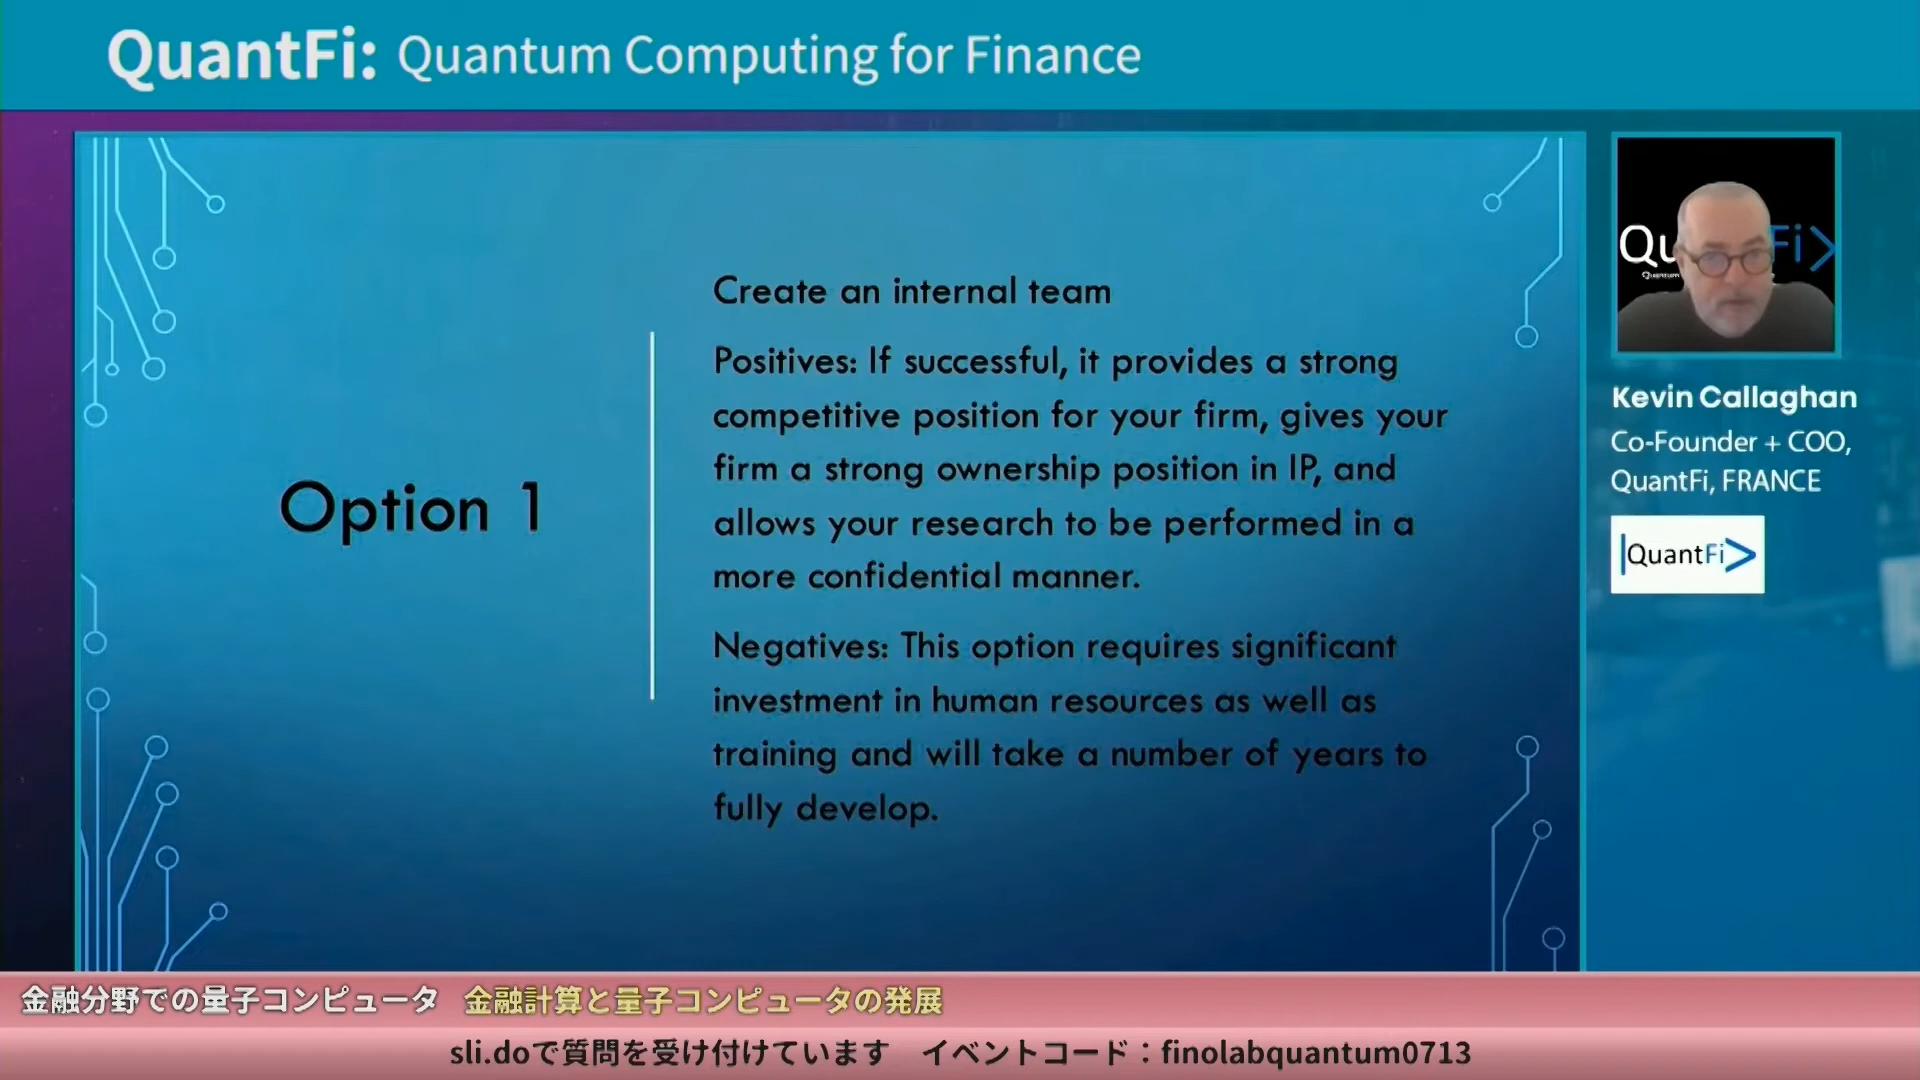 QuantFi: Quantum Computing for Finance
Option 1
Create an internal team
Positives: If successful, it provides a strong
competitive position for your firm, gives your
firm a strong ownership position in IP, and
allows your research to be performed in a
more confidential manner.
Negatives: This option requires significant
investment in human resources as well as
training and will take a number of years to
fully develop.
Qu Fi>
Kevin Callaghan
Co-Founder + COO,
QuantFi, FRANCE
|QuantFi>
金融分野での量子コンピュータ 金融計算と量子コンピュータの発展
sli.doで質問を受け付けています イベントコード：finolabquantum0713